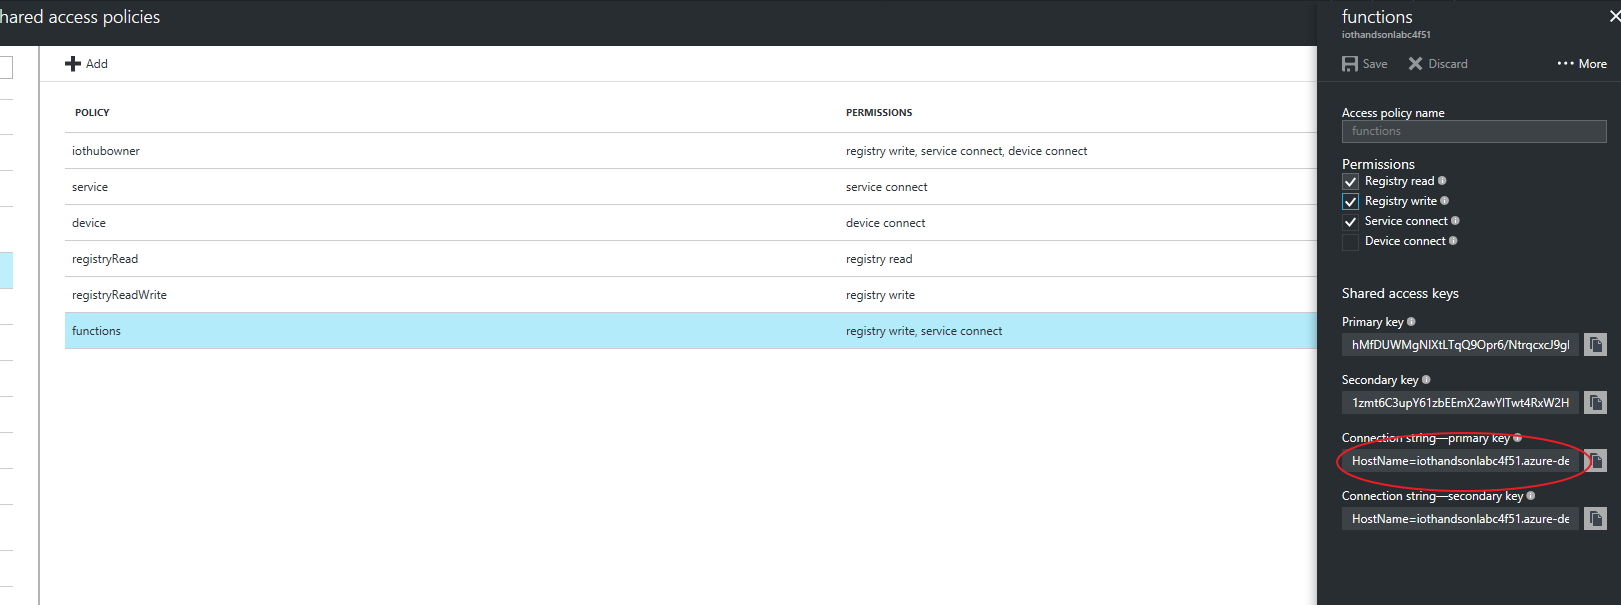 hared access policies
Add
POLICY PERMISSIONS
iothubowner registry write, service connect, device connect
service service connect
device device connect
registryRead registry read
registryReadWrite registry write
functions registry write, service connect
functions
iothandsonlabc4f51
Save Discard ··· More
Access policy name
functions
Permissions
Registry read
Registry write
Service connect
Device connect
Shared access keys
Primary key
Secondary key
Connection string—primary key
HostName=iothandsonlabc4f51.azure-de
Connection string—secondary key
HostName=iothandsonlabc4f51.azure-de